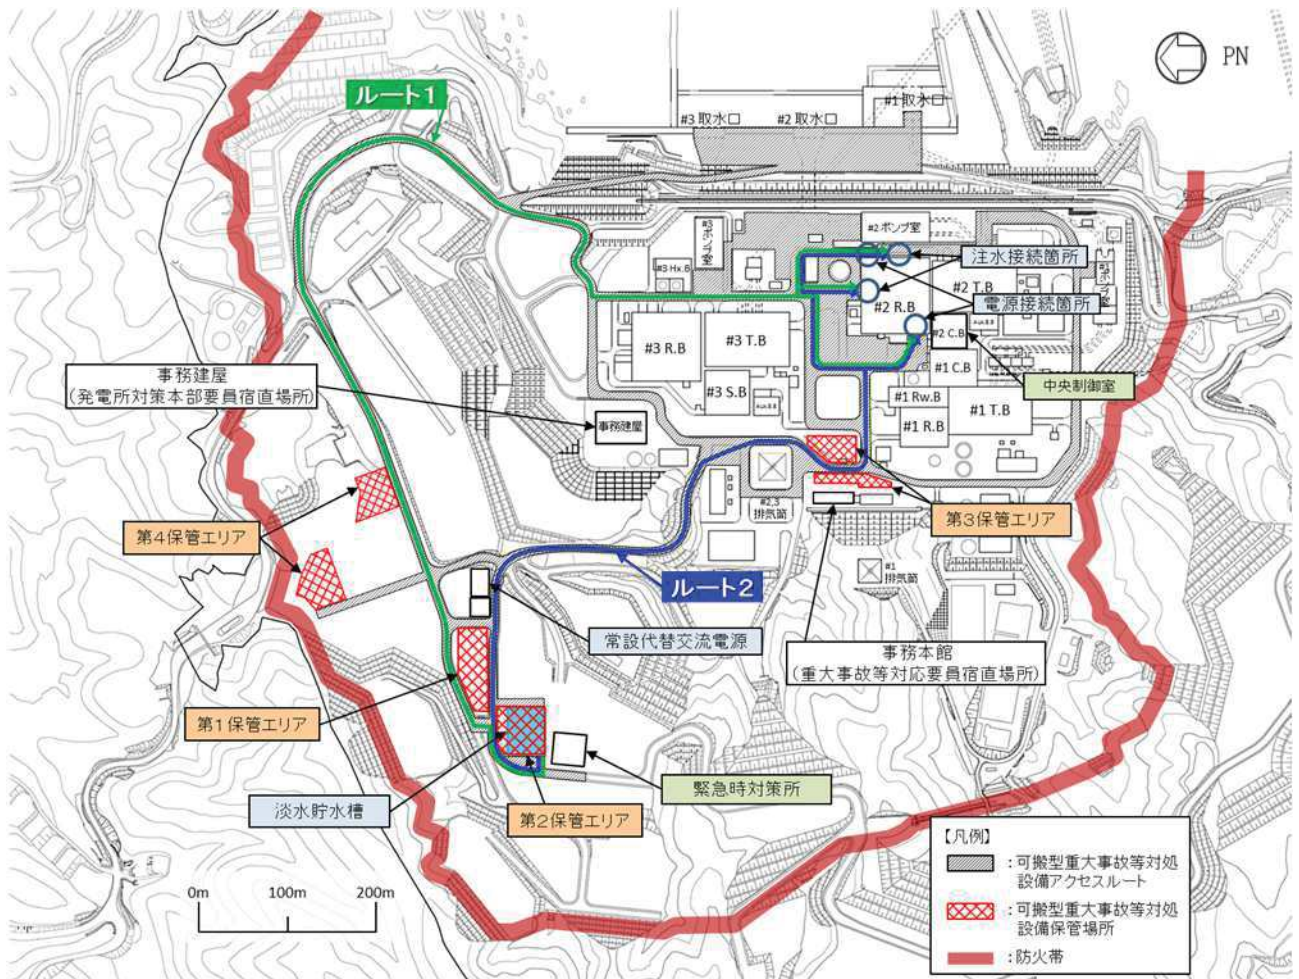 PN
ルート1
#1取水口
#3取水口
#2取水口
#3ポンプ室
#2ポンプ室
注水接続箇所
#3 Hx.B
#2 T.B
電源接続箇所
#2 R.B
#3 R.B
#3 T.B
#2 C.B
事務建屋
(発電所対策本部要員宿直場所)
#1 C.B
中央制御室
#3 S.B
#1 Rw.B
#1 T.B
事務建屋
#1 R.B
#2,3
排気筒
第3保管エリア
第4保管エリア
#1
排気筒
ルート2
常設代替交流電源
事務本館
(重大事故等対応要員宿直場所)
第1保管エリア
緊急時対策所
淡水貯水槽
第2保管エリア
【凡例】
:可搬型重大事故等対処
設備アクセスルート
:可搬型重大事故等対処
設備保管場所
:防火帯
0m
100m
200m